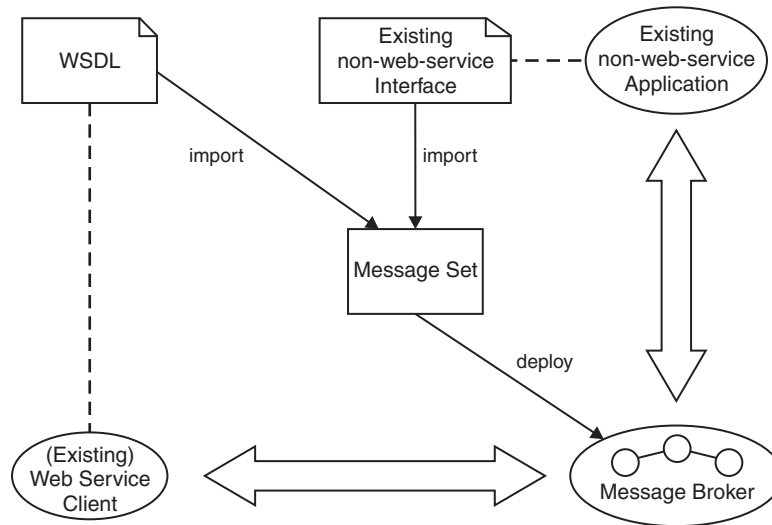 WSDL
Existing
non-web-service
Interface
Existing
non-web-service
Application
import
import
Message Set
deploy
(Existing)
Web Service
Client
Message Broker